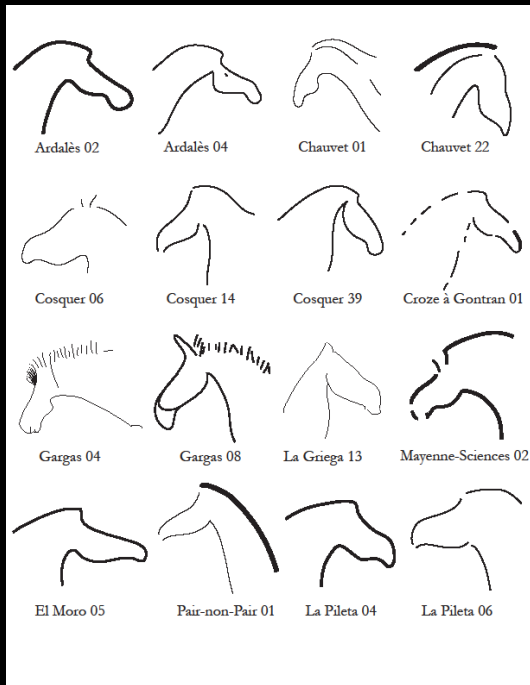 Ardalès 02 Ardalès 04 Chauvet 01 Chauvet 22
Cosquer 06 Cosquer 14 Cosquer 39 Croze à Gontran 01
Gargas 04 Gargas 08 La Griega 13 Mayenne-Sciences 02
El Moro 05 Pair-non-Pair 01 La Pileta 04 La Pileta 06